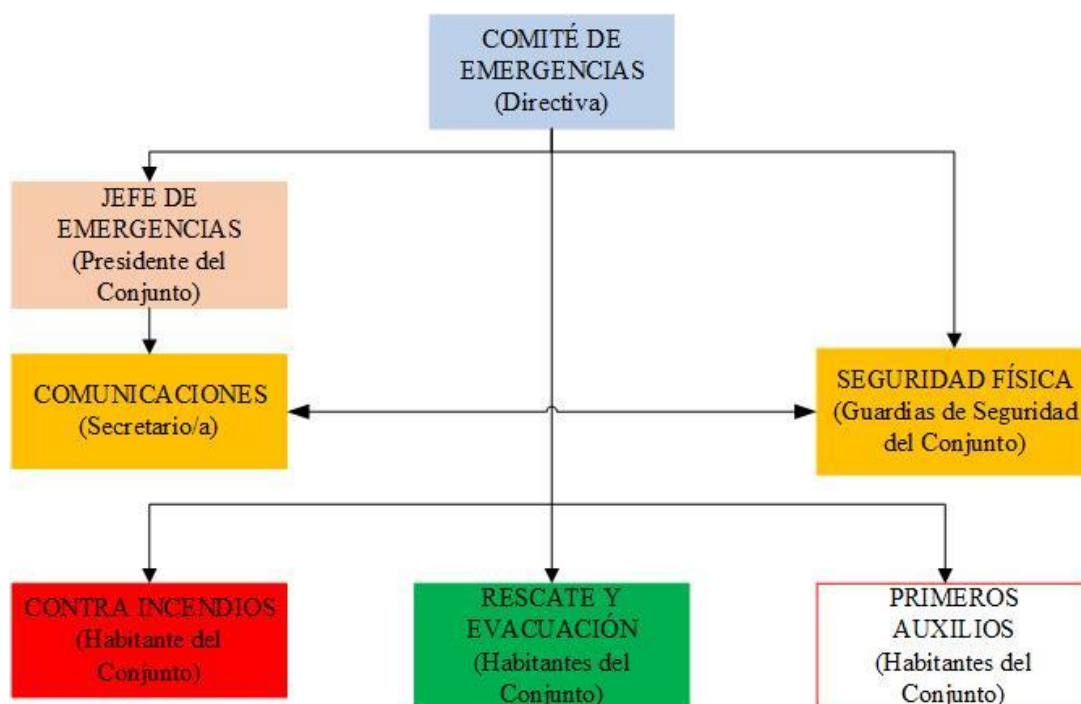 COMITÉ DE
EMERGENCIAS
(Directiva)
JEFE DE
EMERGENCIAS
(Presidente del
Conjunto)
COMUNICACIONES
(Secretario/a)
SEGURIDAD FÍSICA
(Guardias de Seguridad
del Conjunto)
CONTRA INCENDIOS
(Habitante del
Conjunto)
RESCATE Y
EVACUACIÓN
(Habitantes del
Conjunto)
PRIMEROS
AUXILIOS
(Habitantes del
Conjunto)